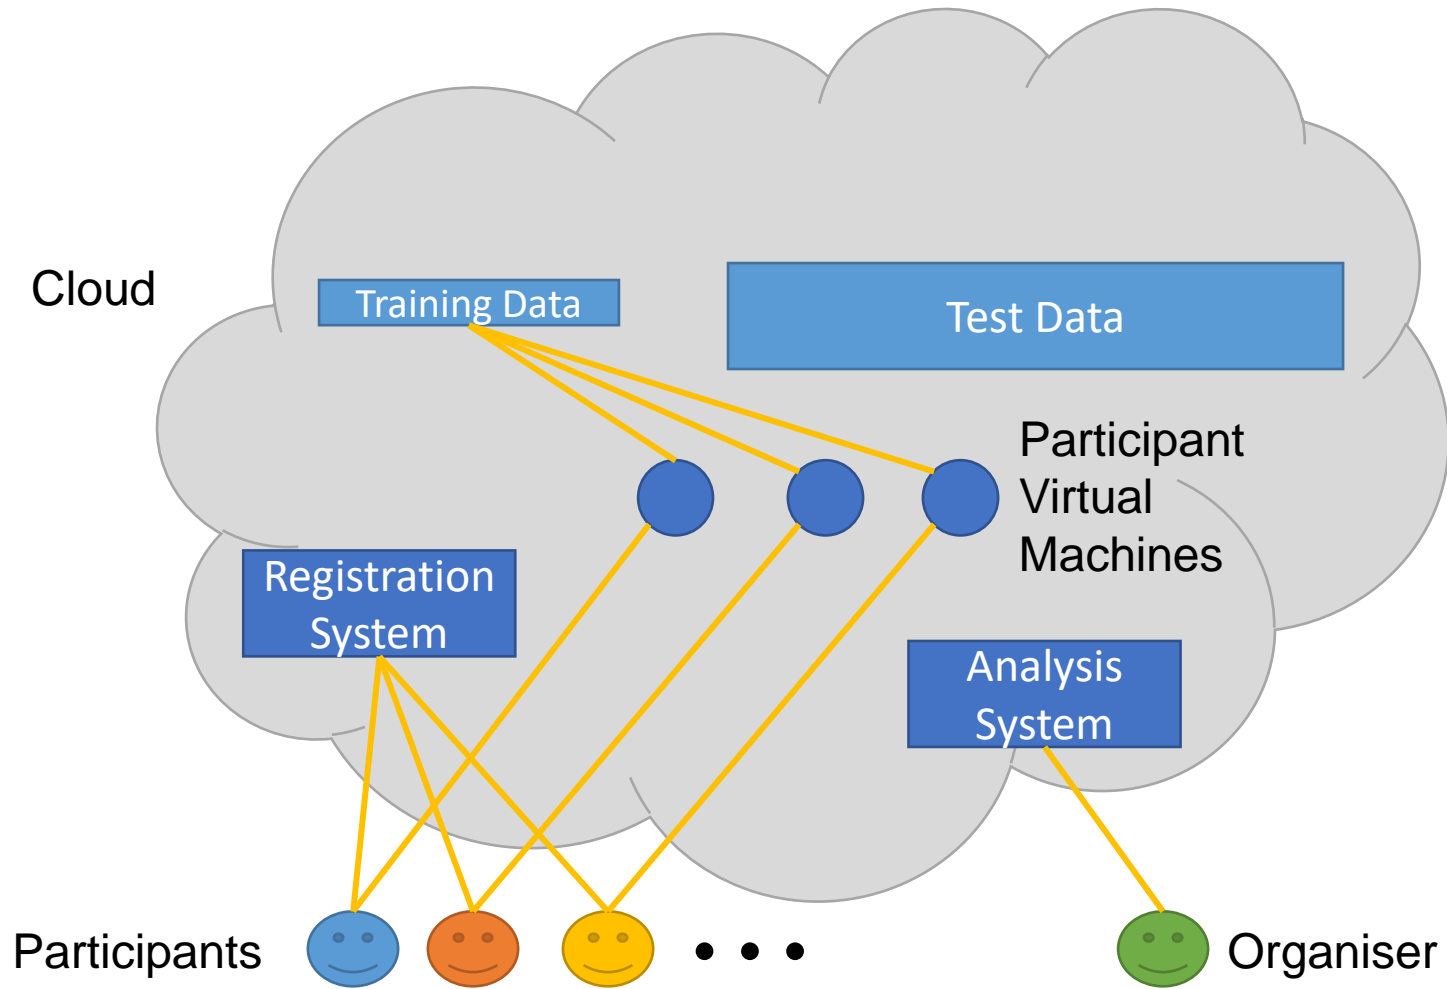 Cloud
Training Data
Test Data
Participant
Virtual
Machines
Registration
System
Analysis
System
Participants
Organiser